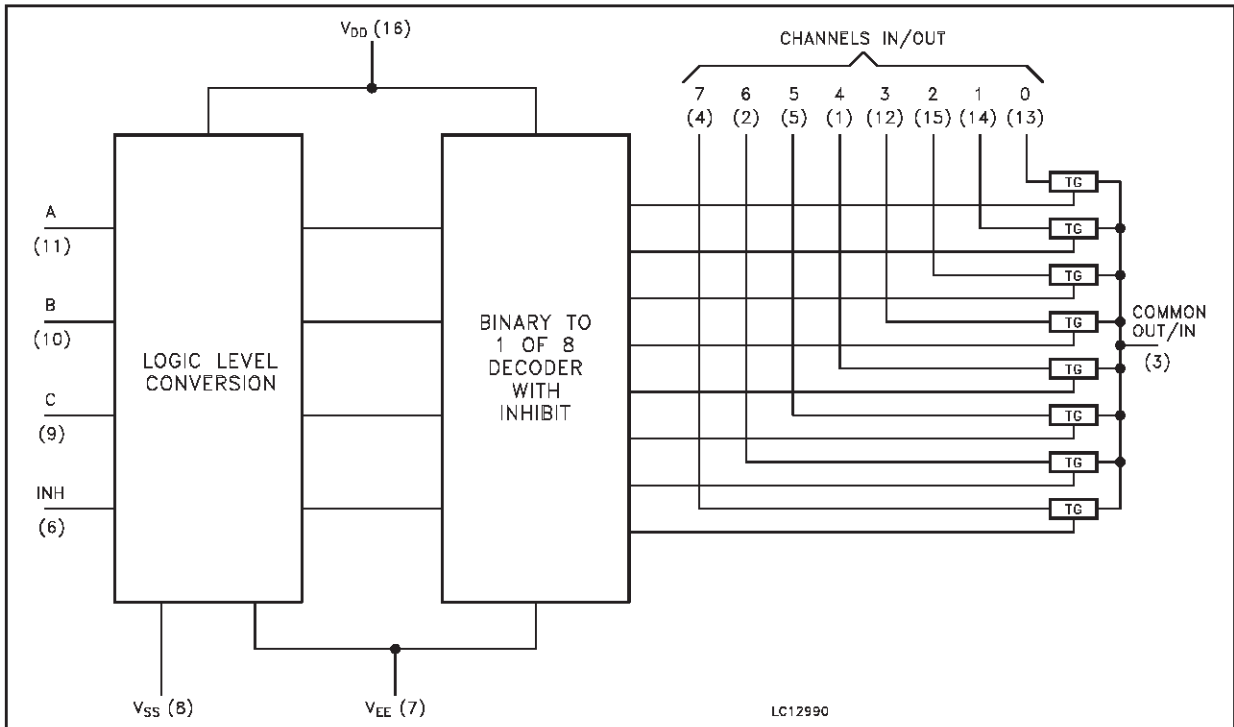 V_DD (16)
CHANNELS IN/OUT
7 6 5 4 3 2 1 0
(4) (2) (5) (1) (12) (15) (14) (13)
A
(11)
B
(10)
C
(9)
INH
(6)
LOGIC LEVEL
CONVERSION
BINARY TO
1 OF 8
DECODER
WITH
INHIBIT
TG
TG
TG
TG
TG
TG
TG
TG
COMMON
OUT/IN
(3)
V_SS (8)
V_EE (7)
LC12990